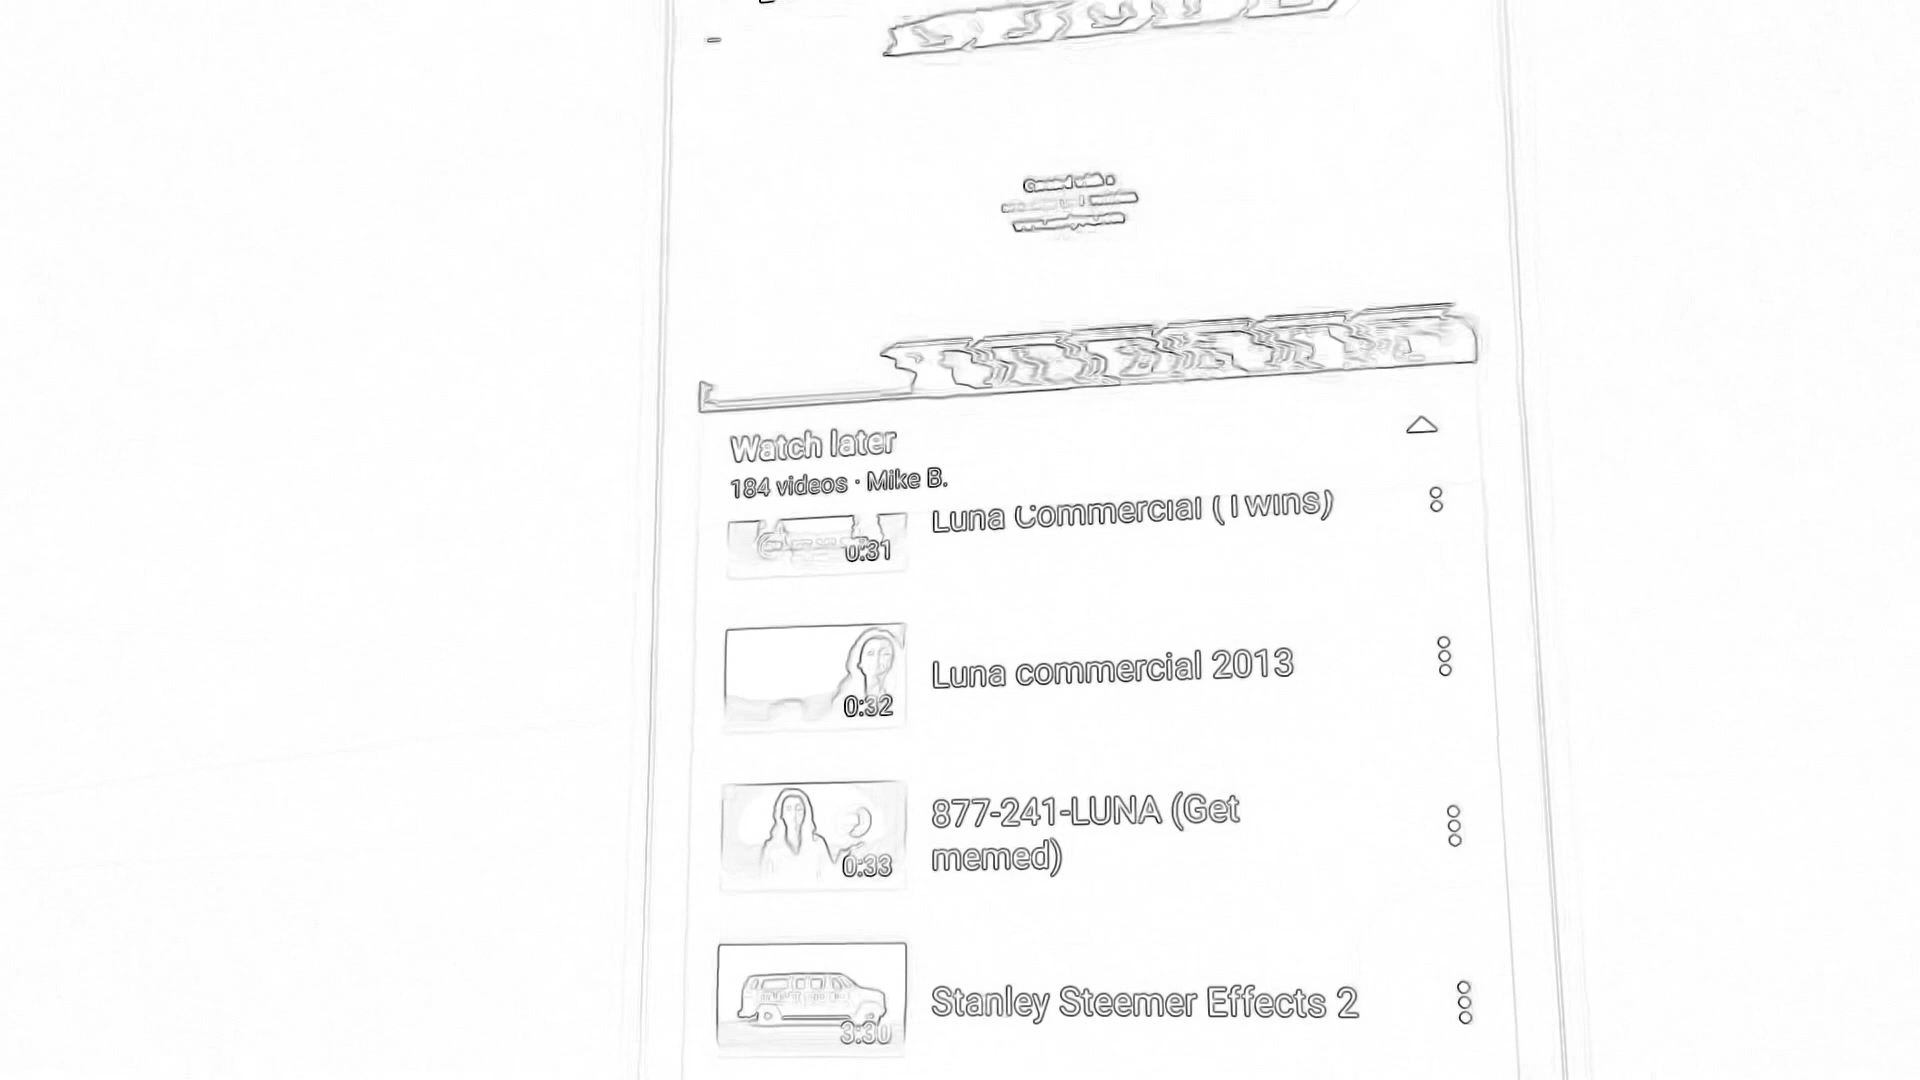 Watch later
184 videos · Mike B.
Luna Commercial (Twins)
0:31
Luna commercial 2013
0:32
877-241-LUNA (Get
memed)
0:33
Stanley Steemer Effects 2
3:30